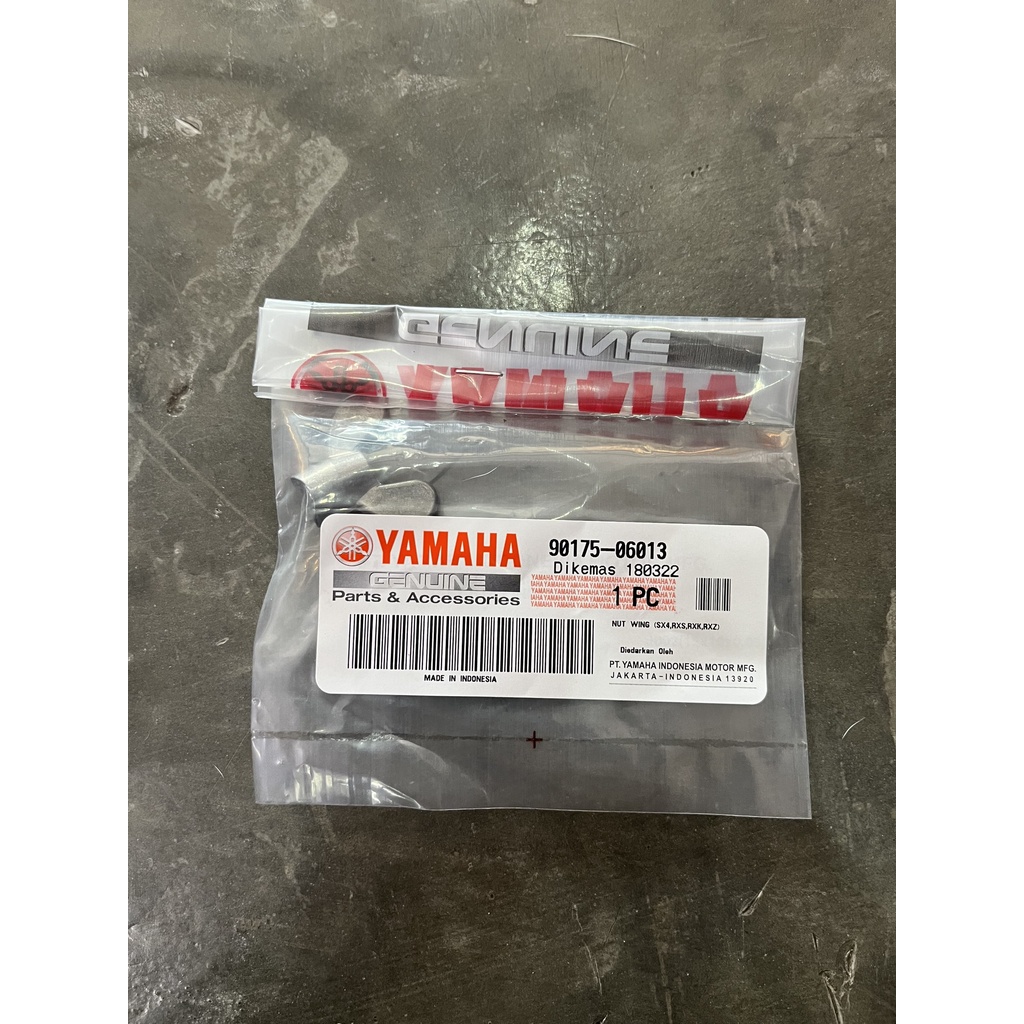 GENUINE
YAMAHA
YAMAHA
GENUINE
Parts & Accessories
90175-06013
Dikemas 180322
1 PC
NUT WING (SX4,RXS,RXK,RXZ)
MADE IN INDONESIA
Diedarkan Oleh
PT. YAMAHA INDONESIA MOTOR MFG.
JAKARTA-INDONESIA 13920